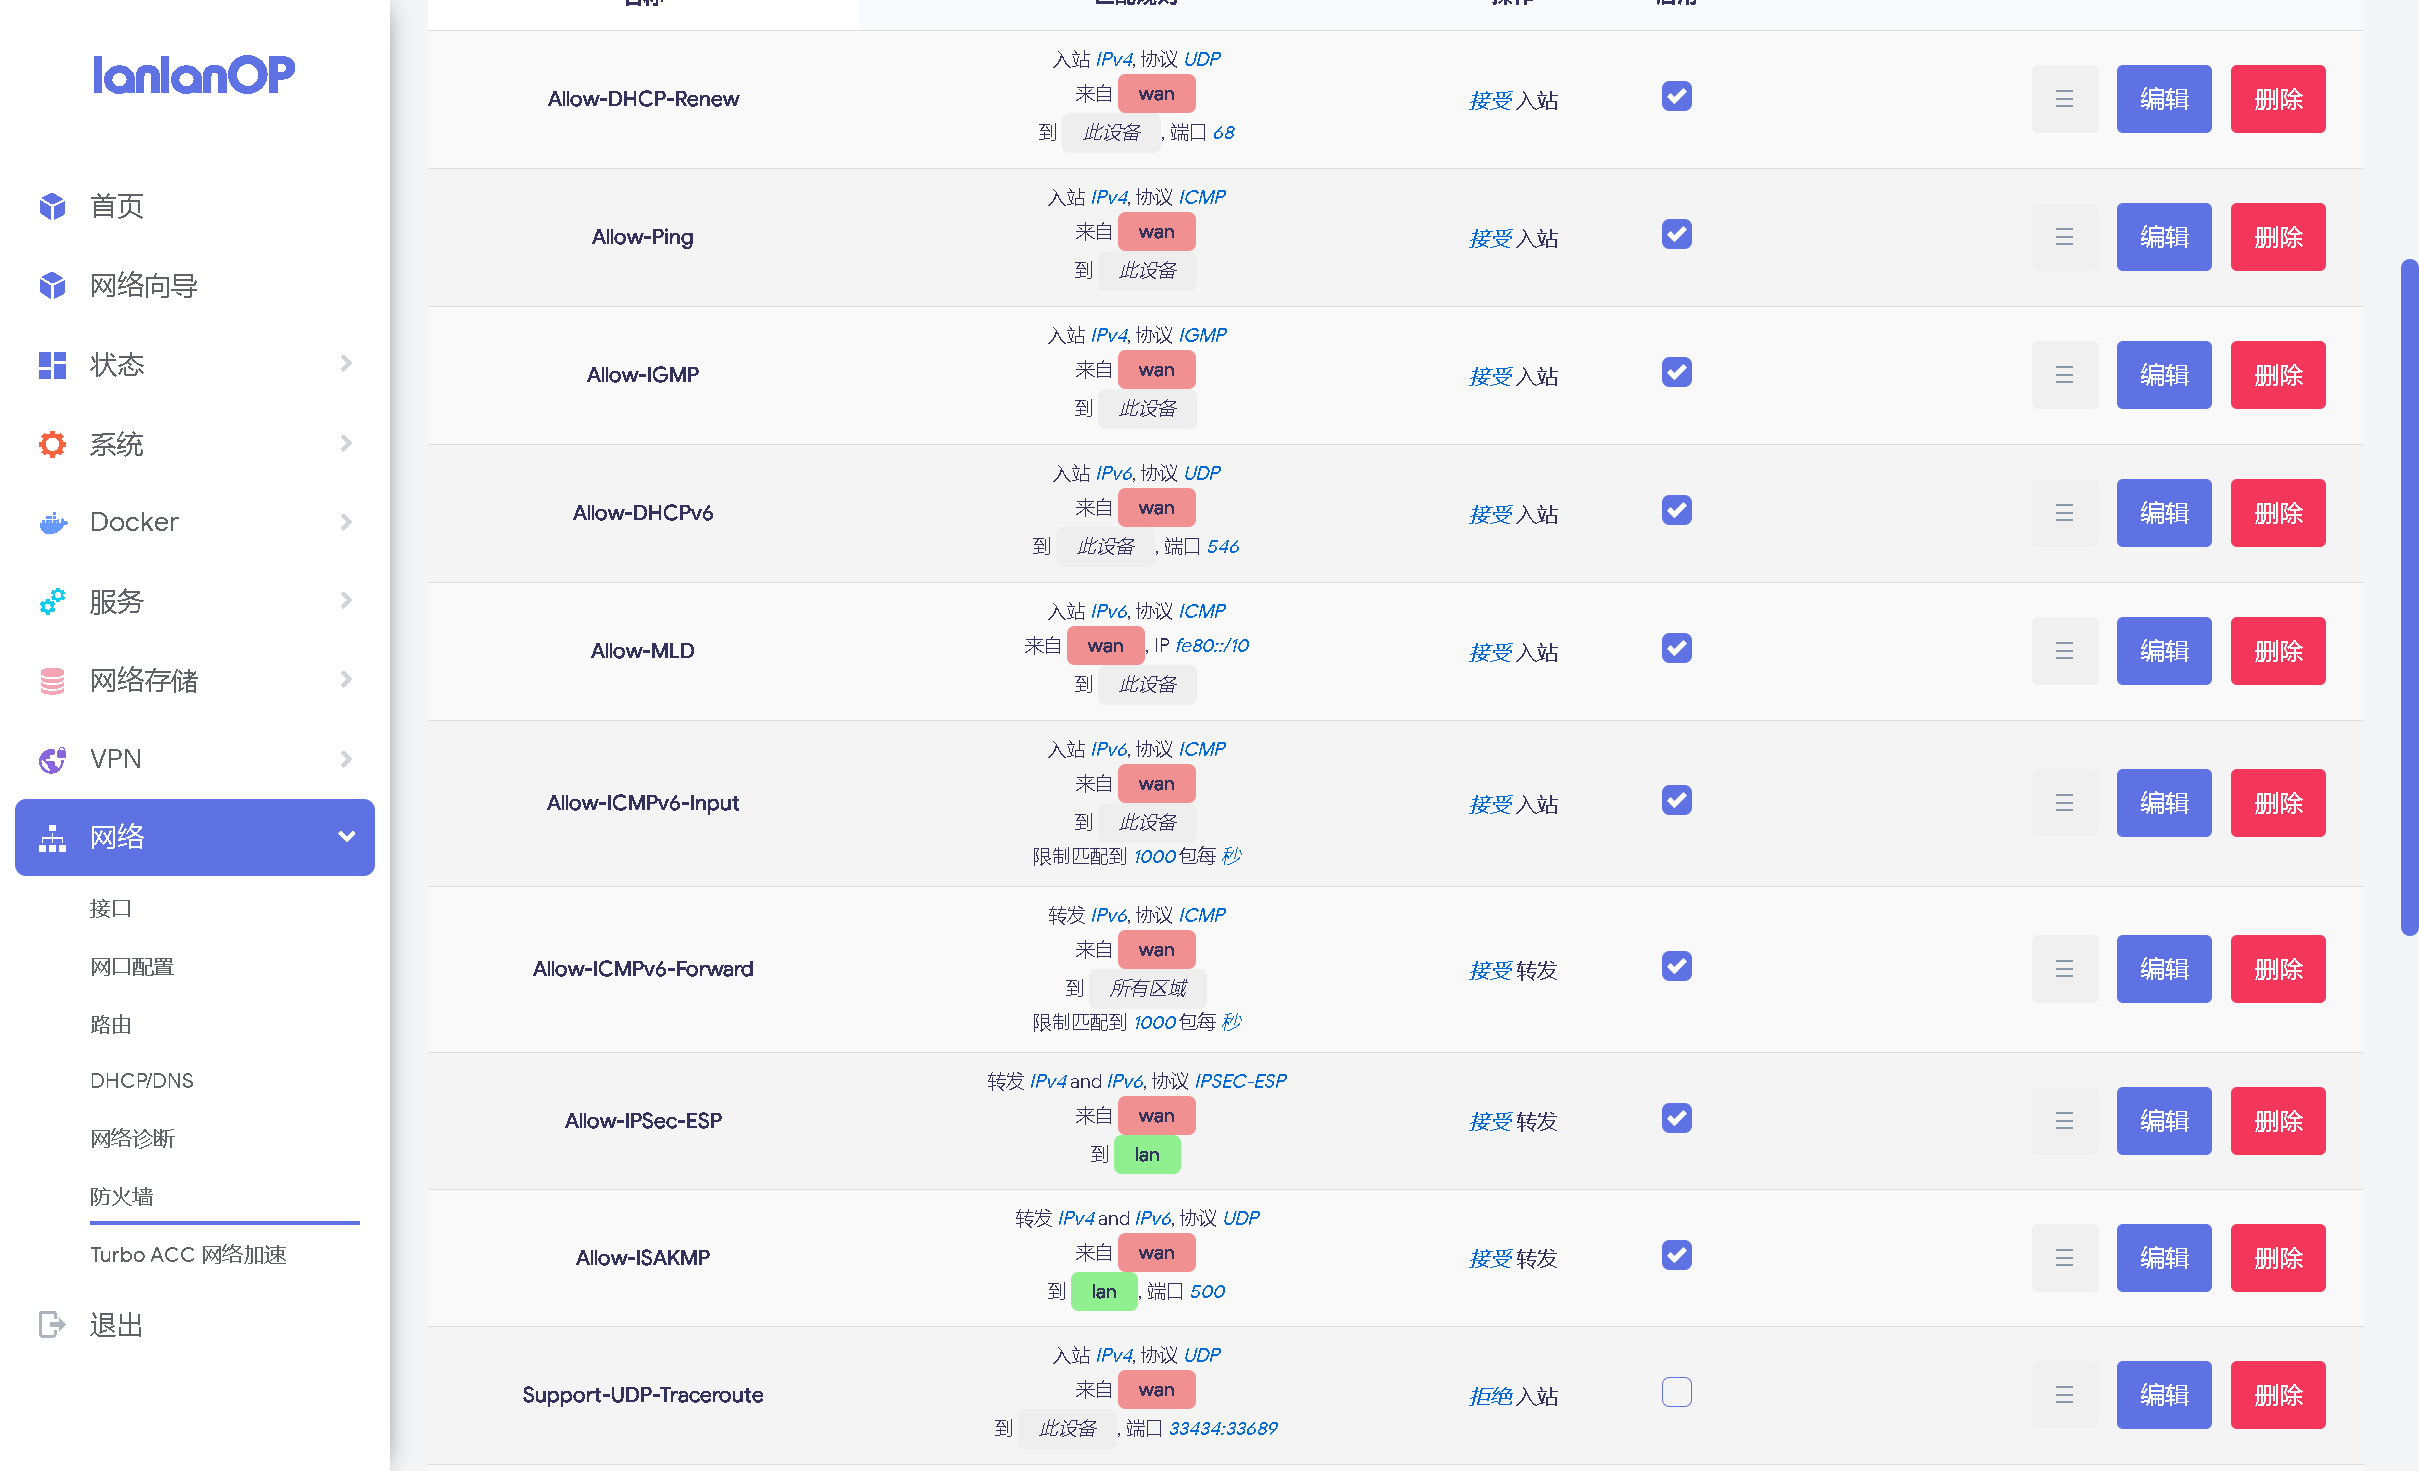 lanlanOP
首页
网络向导
状态
系统
Docker
服务
网络存储
VPN
网络
接口
网口配置
路由
DHCP/DNS
网络诊断
防火墙
Turbo ACC 网络加速
退出
名称 匹配规则 操作 启用
Allow-DHCP-Renew
入站 IPv4, 协议 UDP
来自 wan
到 此设备 , 端口 68
接受 入站
☰ 编辑 删除
Allow-Ping
入站 IPv4, 协议 ICMP
来自 wan
到 此设备
接受 入站
☰ 编辑 删除
Allow-IGMP
入站 IPv4, 协议 IGMP
来自 wan
到 此设备
接受 入站
☰ 编辑 删除
Allow-DHCPv6
入站 IPv6, 协议 UDP
来自 wan
到 此设备 , 端口 546
接受 入站
☰ 编辑 删除
Allow-MLD
入站 IPv6, 协议 ICMP
来自 wan , IP fe80::/10
到 此设备
接受 入站
☰ 编辑 删除
Allow-ICMPv6-Input
入站 IPv6, 协议 ICMP
来自 wan
到 此设备
限制匹配到 1000 包每 秒
接受 入站
☰ 编辑 删除
Allow-ICMPv6-Forward
转发 IPv6, 协议 ICMP
来自 wan
到 所有区域
限制匹配到 1000 包每 秒
接受 转发
☰ 编辑 删除
Allow-IPSec-ESP
转发 IPv4 and IPv6, 协议 IPSEC-ESP
来自 wan
到 lan
接受 转发
☰ 编辑 删除
Allow-ISAKMP
转发 IPv4 and IPv6, 协议 UDP
来自 wan
到 lan , 端口 500
接受 转发
☰ 编辑 删除
Support-UDP-Traceroute
入站 IPv4, 协议 UDP
来自 wan
到 此设备 , 端口 33434:33689
拒绝 入站
☰ 编辑 删除